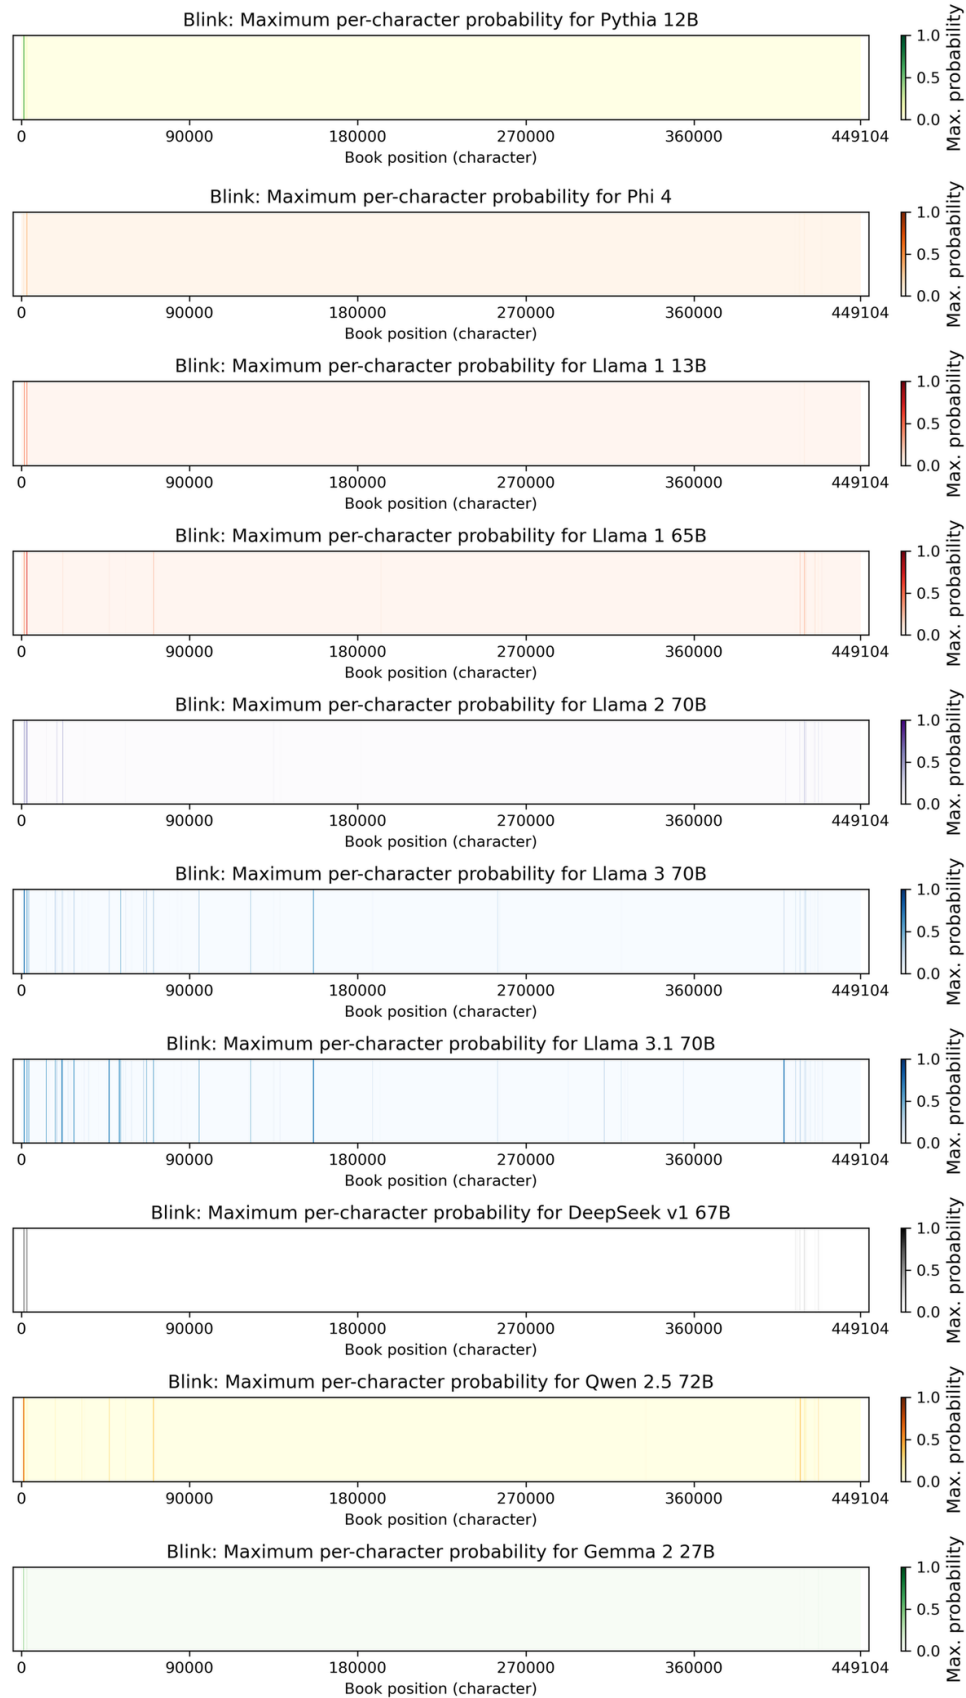 Blink: Maximum per-character probability for Pythia 12B
1.0
0.5
0.0
Max. probability
0 90000 180000 270000 360000 449104
Book position (character)
Blink: Maximum per-character probability for Phi 4
1.0
0.5
0.0
Max. probability
0 90000 180000 270000 360000 449104
Book position (character)
Blink: Maximum per-character probability for Llama 1 13B
1.0
0.5
0.0
Max. probability
0 90000 180000 270000 360000 449104
Book position (character)
Blink: Maximum per-character probability for Llama 1 65B
1.0
0.5
0.0
Max. probability
0 90000 180000 270000 360000 449104
Book position (character)
Blink: Maximum per-character probability for Llama 2 70B
1.0
0.5
0.0
Max. probability
0 90000 180000 270000 360000 449104
Book position (character)
Blink: Maximum per-character probability for Llama 3 70B
1.0
0.5
0.0
Max. probability
0 90000 180000 270000 360000 449104
Book position (character)
Blink: Maximum per-character probability for Llama 3.1 70B
1.0
0.5
0.0
Max. probability
0 90000 180000 270000 360000 449104
Book position (character)
Blink: Maximum per-character probability for DeepSeek v1 67B
1.0
0.5
0.0
Max. probability
0 90000 180000 270000 360000 449104
Book position (character)
Blink: Maximum per-character probability for Qwen 2.5 72B
1.0
0.5
0.0
Max. probability
0 90000 180000 270000 360000 449104
Book position (character)
Blink: Maximum per-character probability for Gemma 2 27B
1.0
0.5
0.0
Max. probability
0 90000 180000 270000 360000 449104
Book position (character)